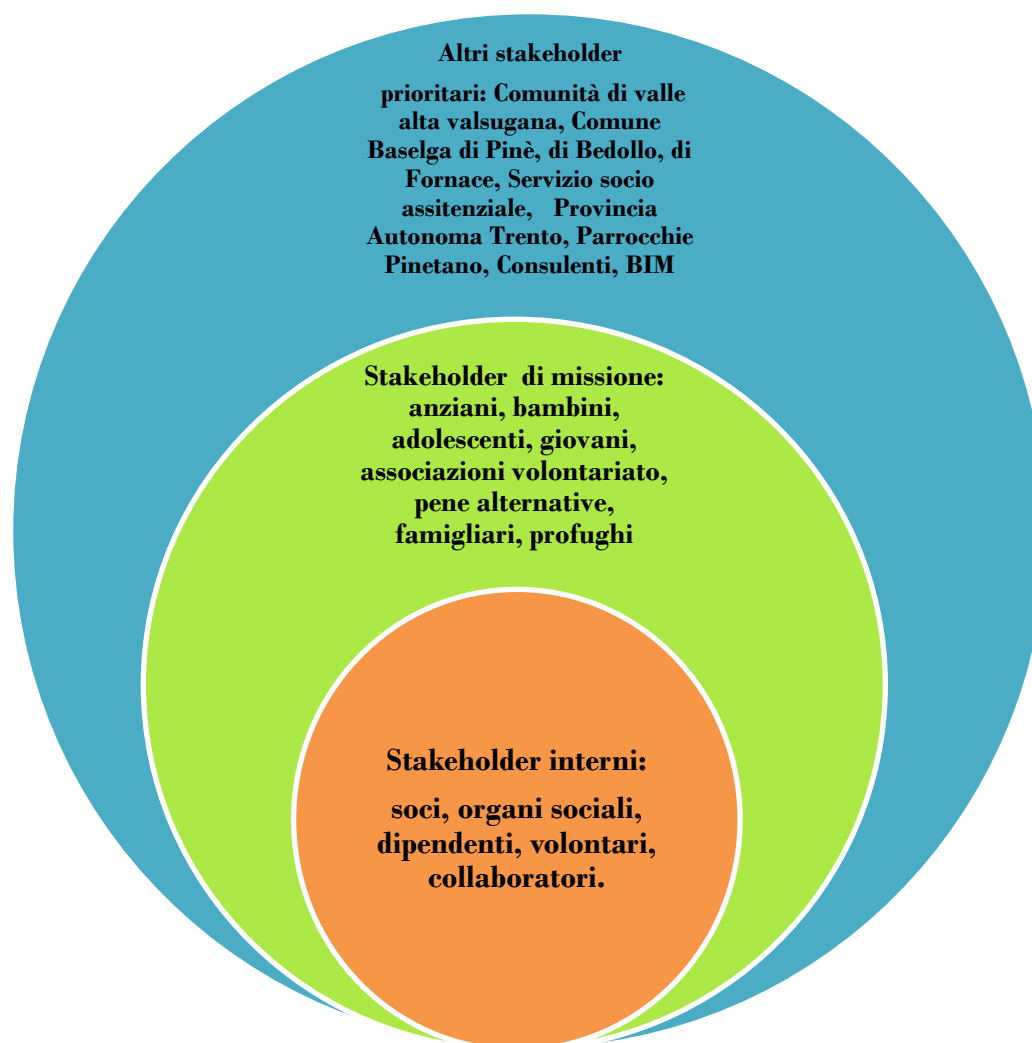 Altri stakeholder
prioritari: Comunità di valle
alta valsugana, Comune
Baselga di Pinè, di Bedollo, di
Fornace, Servizio socio
assitenziale, Provincia
Autonoma Trento, Parrocchie
Pinetano, Consulenti, BIM
Stakeholder di missione:
anziani, bambini,
adolescenti, giovani,
associazioni volontariato,
pene alternative,
famigliari, profughi
Stakeholder interni:
soci, organi sociali,
dipendenti, volontari,
collaboratori.